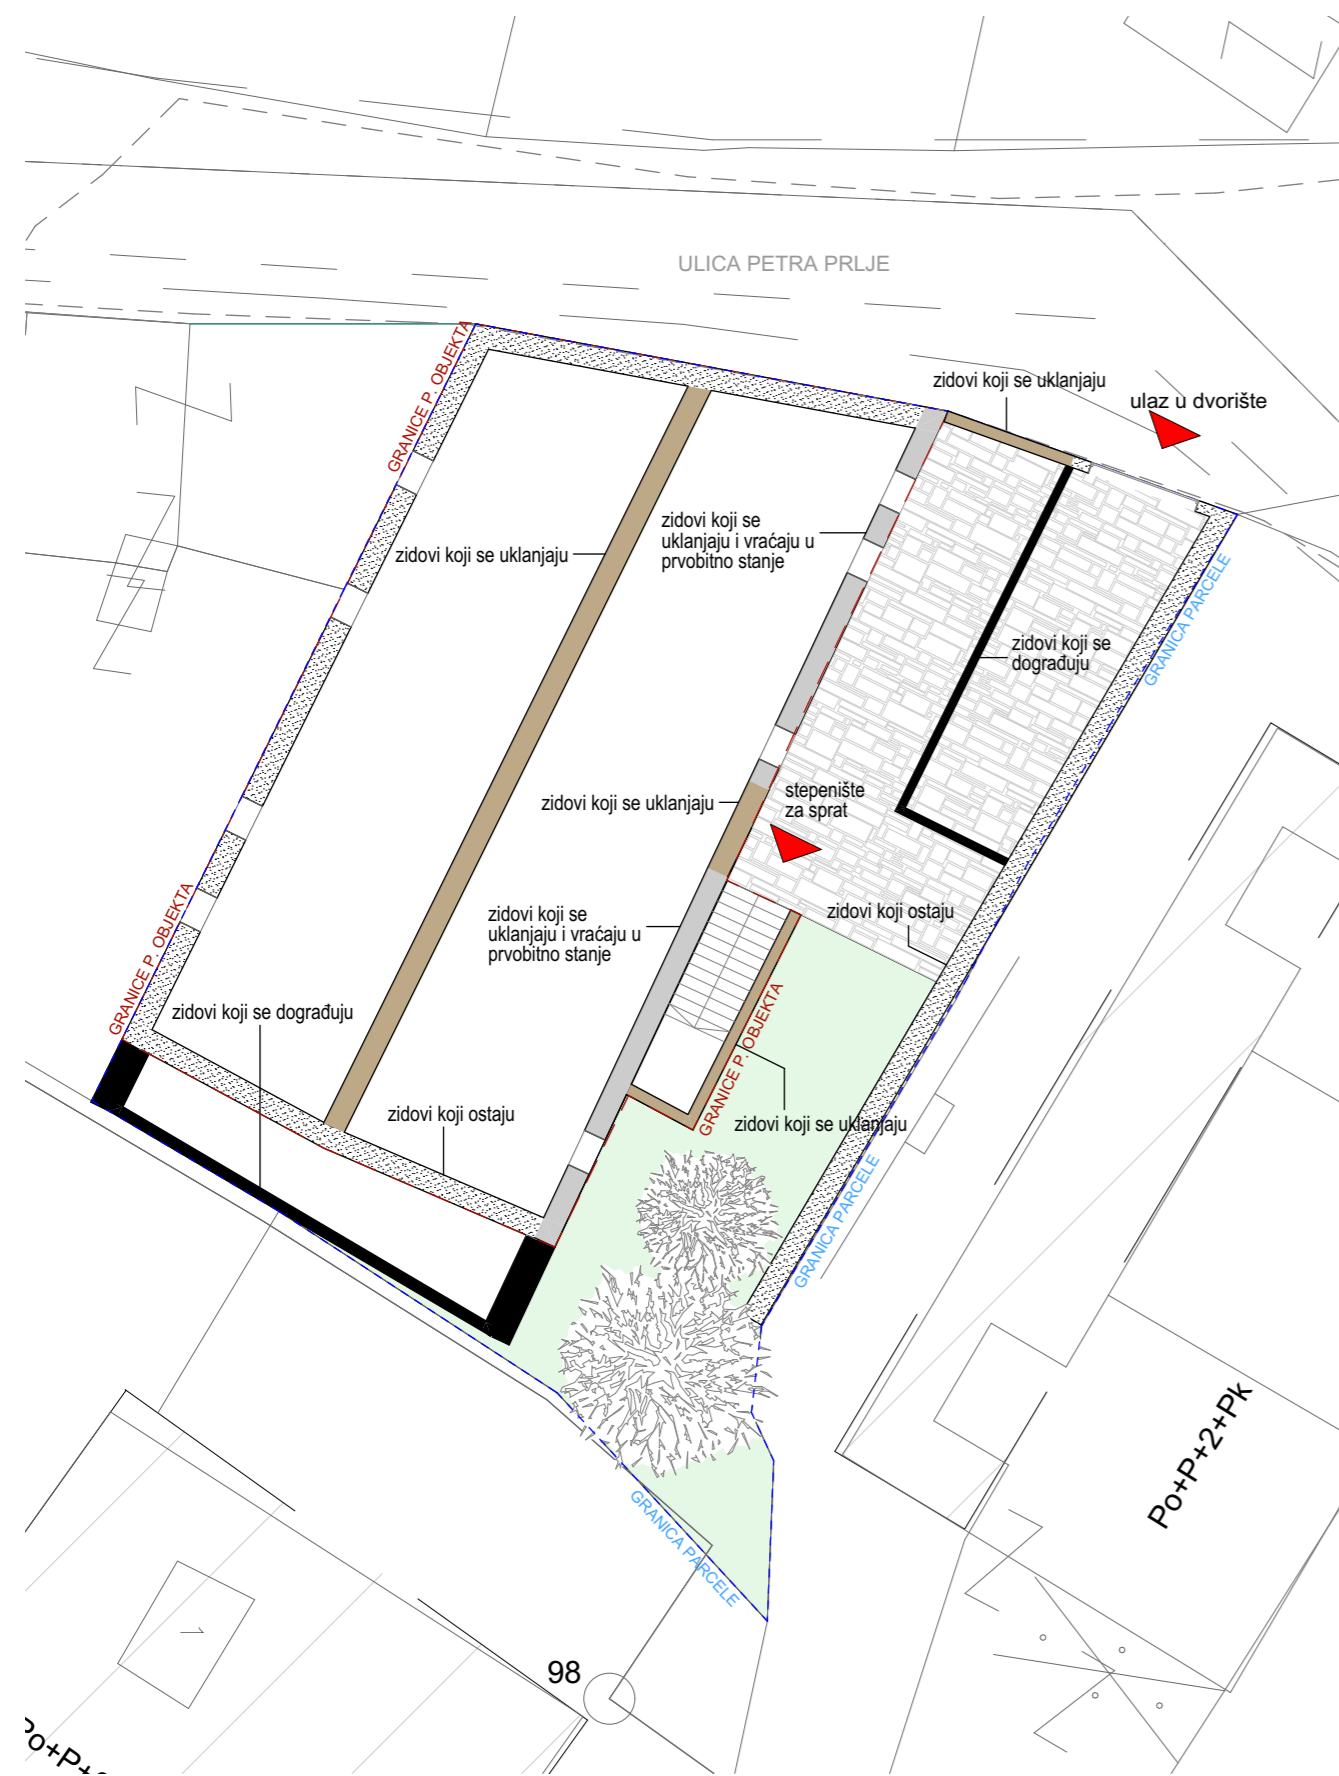 ULICA PETRA PRLJE
zidovi koji se uklanjaju
ulaz u dvorište
GRANICE P. OBJEKTA
zidovi koji se
uklanjaju i vraćaju u
prvobitno stanje
zidovi koji se uklanjaju
GRANICA PARCELE
zidovi koji se
dograđuju
stepenište
za sprat
zidovi koji se uklanjaju
zidovi koji ostaju
zidovi koji se
uklanjaju i vraćaju u
prvobitno stanje
GRANICE P. OBJEKTA
zidovi koji se dograđuju
GRANICE P. OBJEKTA
zidovi koji ostaju
zidovi koji se uklanjaju
GRANICA PARCELE
Po+P+2+Pk
GRANICA PARCELE
98
Po+P+